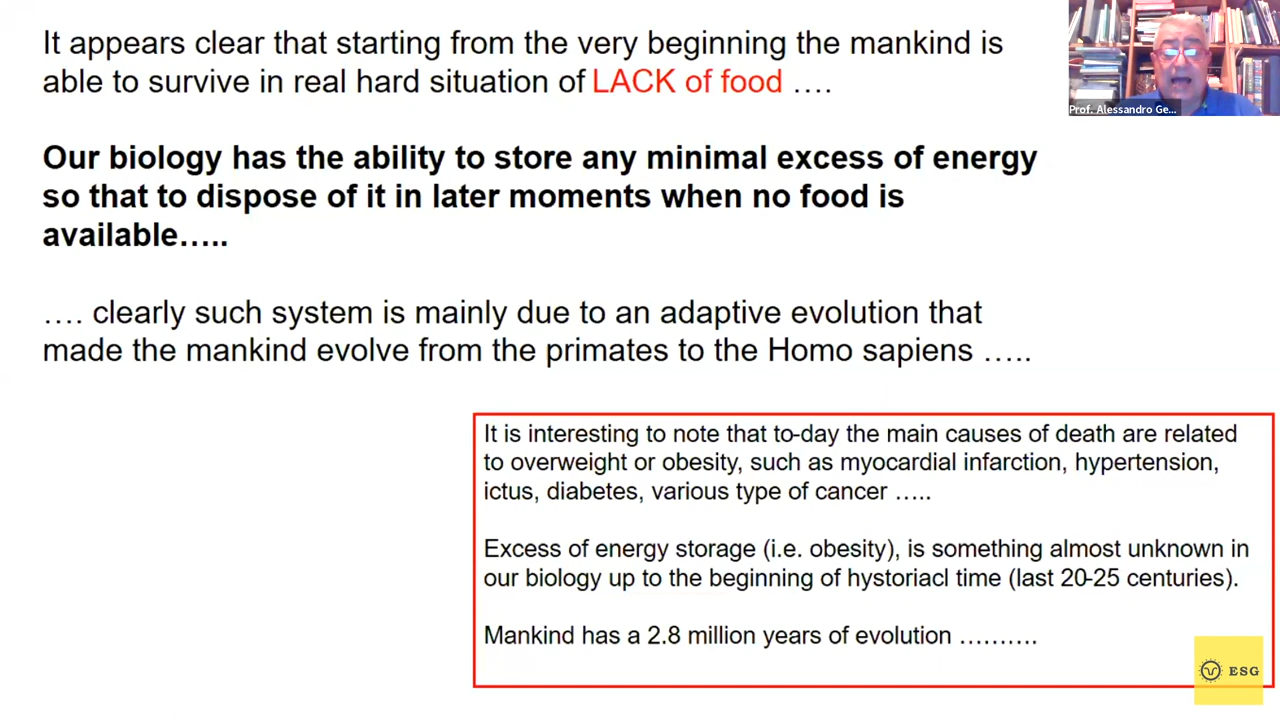 It appears clear that starting from the very beginning the mankind is
able to survive in real hard situation of LACK of food ….
Our biology has the ability to store any minimal excess of energy
so that to dispose of it in later moments when no food is
available…..
…. clearly such system is mainly due to an adaptive evolution that
made the mankind evolve from the primates to the Homo sapiens …..
It is interesting to note that to-day the main causes of death are related
to overweight or obesity, such as myocardial infarction, hypertension,
ictus, diabetes, various type of cancer …..
Excess of energy storage (i.e. obesity), is something almost unknown in
our biology up to the beginning of hystoriacl time (last 20-25 centuries).
Mankind has a 2.8 million years of evolution ……….
Prof. Alessandro Ge...
ESG